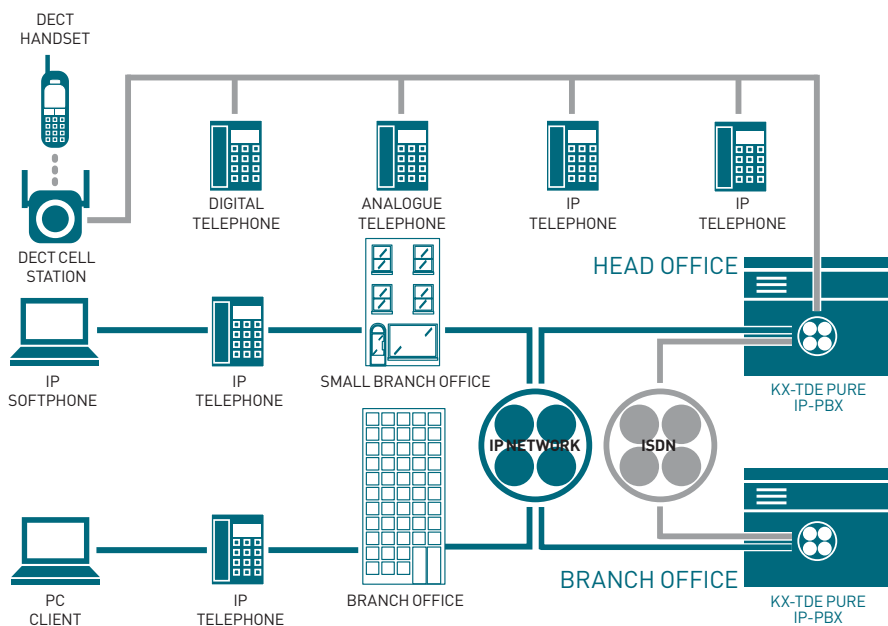 DECT
HANDSET
DIGITAL
TELEPHONE
ANALOGUE
TELEPHONE
IP
TELEPHONE
IP
TELEPHONE
DECT CELL
STATION
HEAD OFFICE
IP
SOFTPHONE
IP
TELEPHONE
SMALL BRANCH OFFICE
KX-TDE PURE
IP-PBX
IP NETWORK
ISDN
BRANCH OFFICE
PC
CLIENT
IP
TELEPHONE
BRANCH OFFICE
KX-TDE PURE
IP-PBX